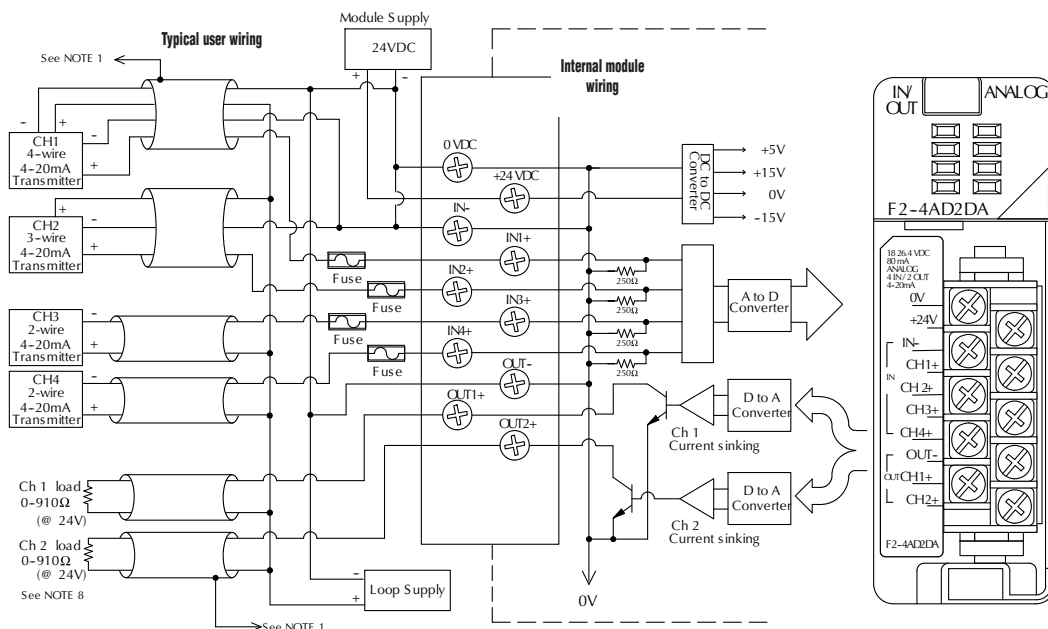 Module Supply
24VDC
+
-
Typical user wiring
See NOTE 1
Internal module
wiring
-
+
-
+
CH1
4-wire
4-20mA
Transmitter
+
-
+
CH2
3-wire
4-20mA
Transmitter
-
+
CH3
2-wire
4-20mA
Transmitter
-
+
CH4
2-wire
4-20mA
Transmitter
Fuse
Fuse
Fuse
Fuse
0 VDC
+24 VDC
IN-
IN1+
IN2+
IN3+
IN4+
OUT-
OUT1+
OUT2+
250Ω
250Ω
250Ω
250Ω
DC to DC
Converter
+5V
+15V
0V
-15V
A to D
Converter
D to A
Converter
Ch 1
Current sinking
D to A
Converter
Ch 2
Current sinking
0V
Ch 1 load
0-910Ω
(@ 24V)
Ch 2 load
0-910Ω
(@ 24V)
See NOTE 8
-
+
Loop Supply
See NOTE 1
IN/
OUT
ANALOG
F2-4AD2DA
18 26.4 VDC
80 mA
ANALOG
4 IN/ 2 OUT
4-20mA
0V
+24V
IN-
CH1+
IN
CH 2+
CH3+
CH4+
OUT-
OUT
CH1+
CH2+
F2-4AD2DA